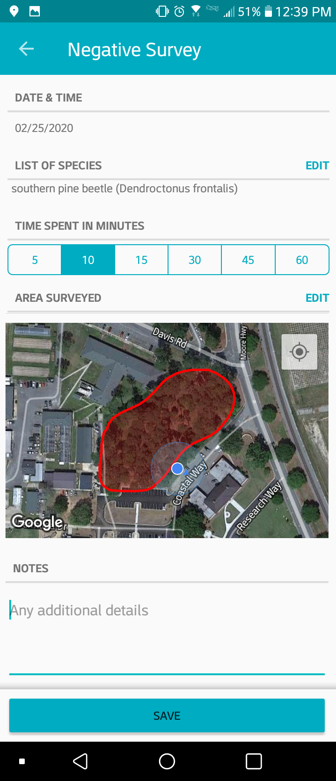 51% 12:39 PM
Negative Survey
DATE & TIME
02/25/2020
LIST OF SPECIES EDIT
southern pine beetle (Dendroctonus frontalis)
TIME SPENT IN MINUTES
5 10 15 30 45 60
AREA SURVEYED EDIT
Davis Rd
Moore Hwy
Coastal Way
Research Way
Google
NOTES
Any additional details
SAVE